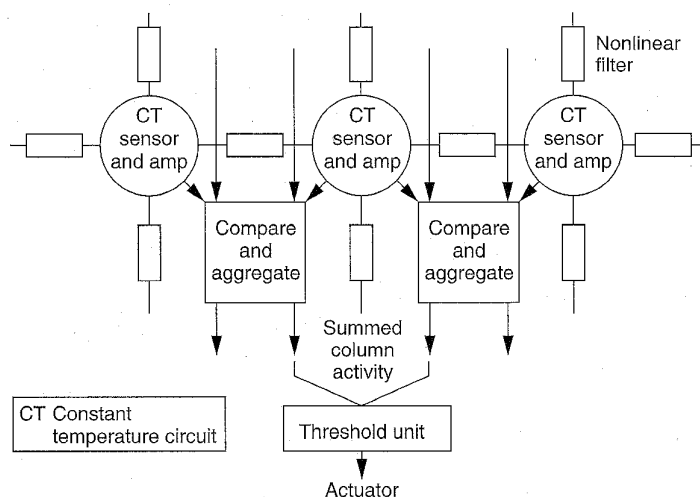 Nonlinear
filter
CT
sensor
and amp
CT
sensor
and amp
CT
sensor
and amp
Compare
and
aggregate
Compare
and
aggregate
Summed
column
activity
CT Constant
temperature circuit
Threshold unit
Actuator